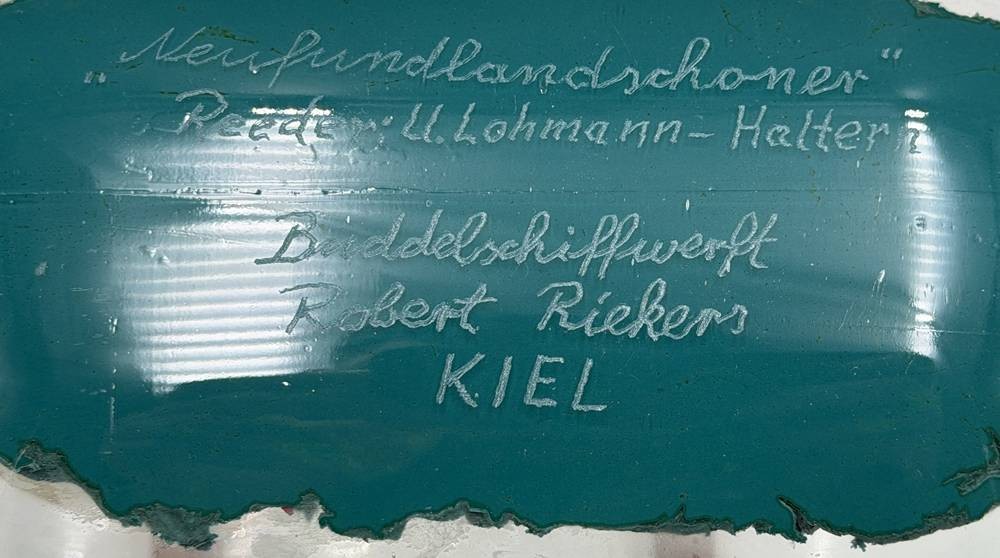 „Neufundlandschoner“
Reeder: U. Lohmann - Haltern
Buddelschiffwerft
Robert Riekers
KIEL